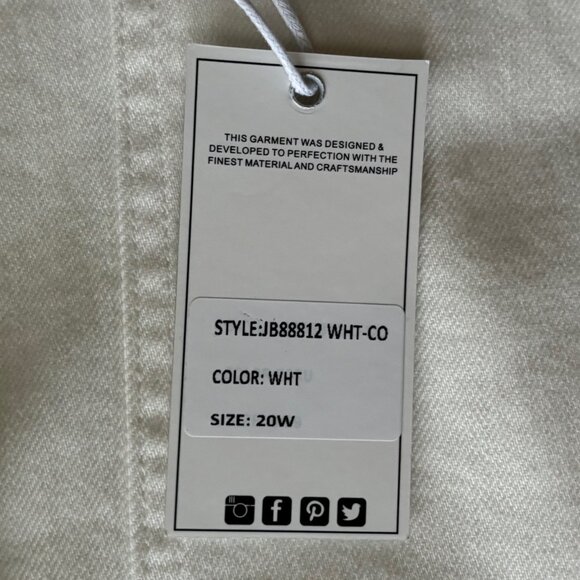 THIS GARMENT WAS DESIGNED &
DEVELOPED TO PERFECTION WITH THE
FINEST MATERIAL AND CRAFTSMANSHIP
STYLE:JB88812 WHT-CO
COLOR: WHT
SIZE: 20W